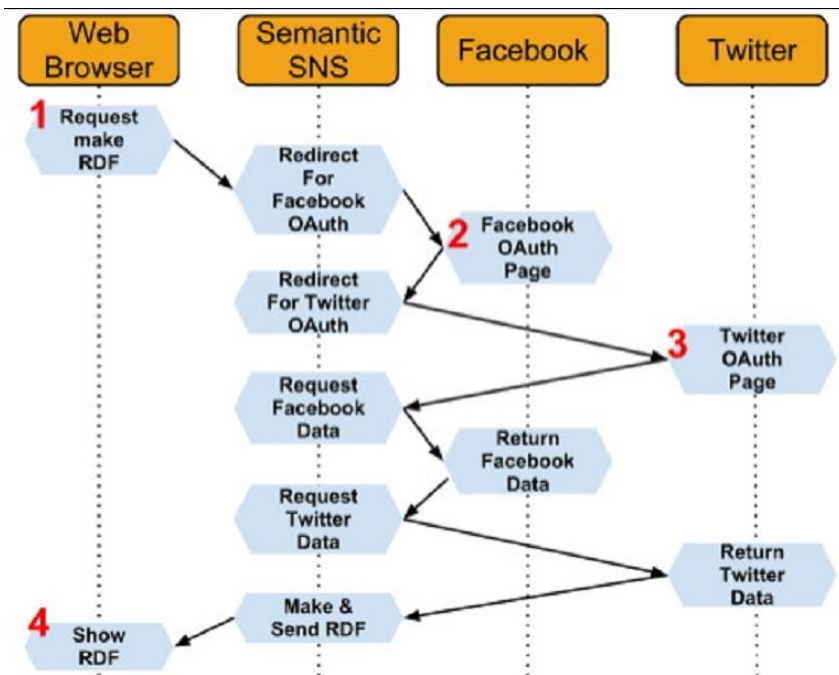 Web
Browser
Semantic
SNS
Facebook
Twitter
1
Request
make
RDF
Redirect
For
Facebook
OAuth
2
Facebook
OAuth
Page
Redirect
For Twitter
OAuth
3
Twitter
OAuth
Page
Request
Facebook
Data
Return
Facebook
Data
Request
Twitter
Data
Return
Twitter
Data
Make &
Send RDF
4
Show
RDF